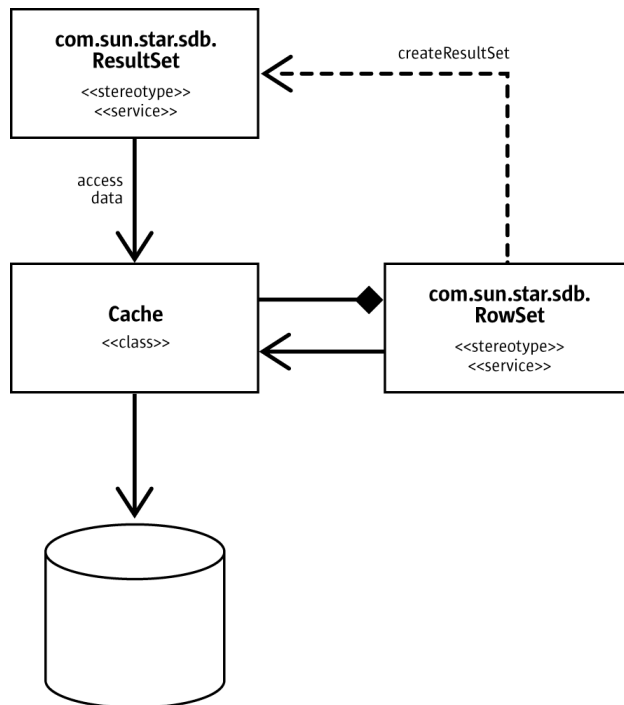 com.sun.star.sdb.
ResultSet
<<stereotype>>
<<service>>
createResultSet
access
data
Cache
<<class>>
com.sun.star.sdb.
RowSet
<<stereotype>>
<<service>>